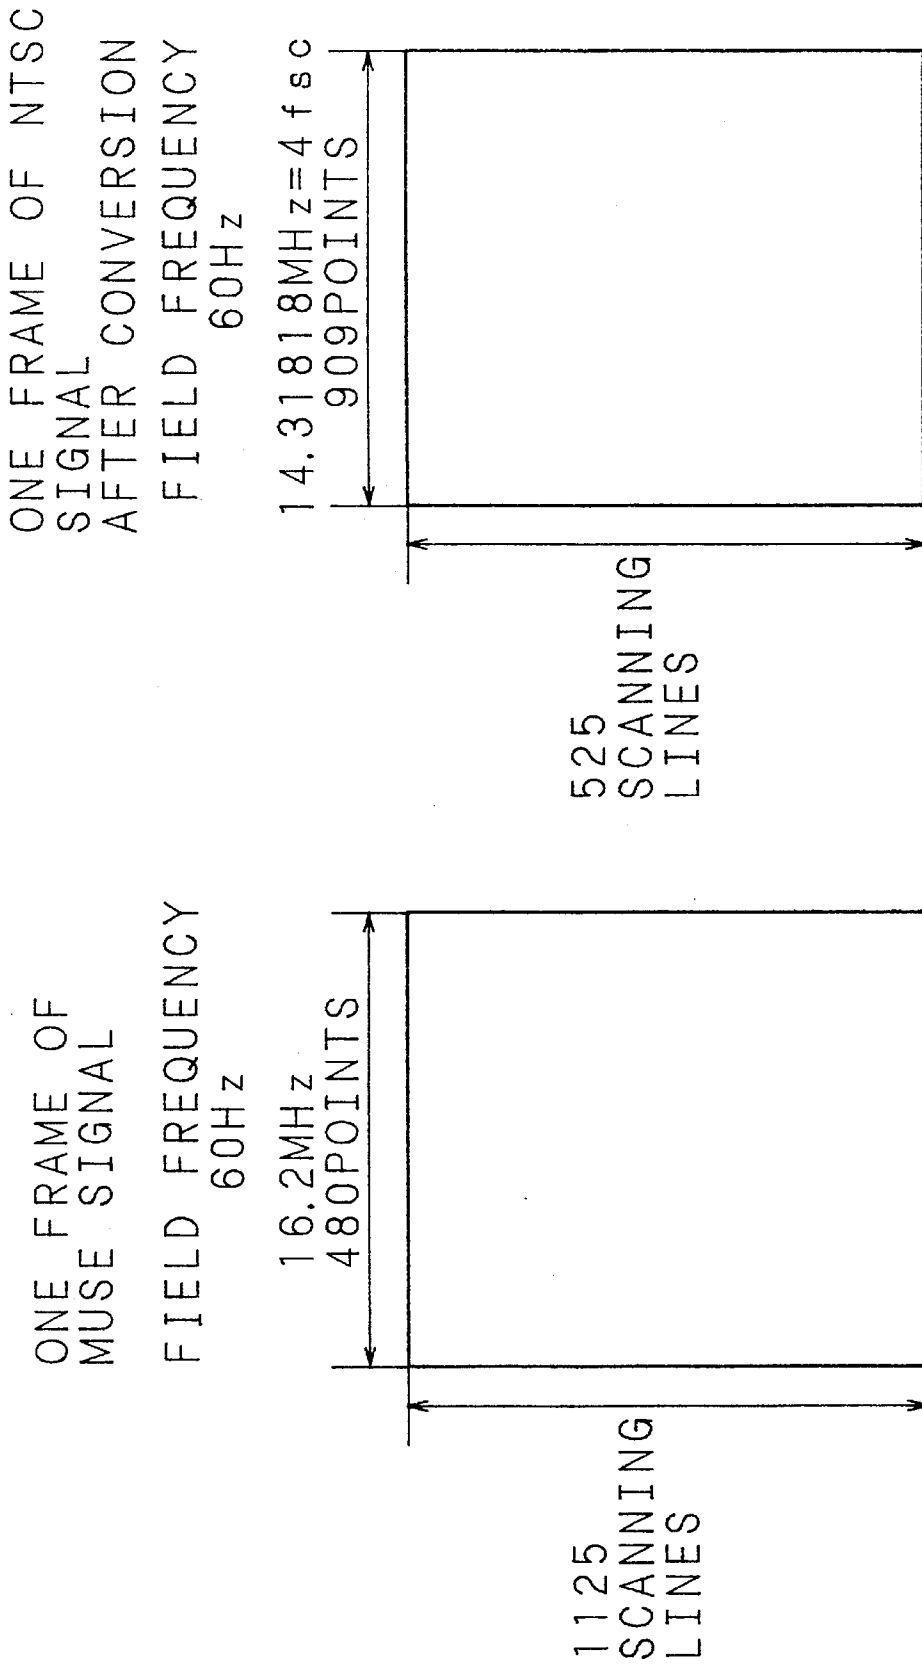 ONE FRAME OF
MUSE SIGNAL
FIELD FREQUENCY
60Hz
16.2MHz
480POINTS
1125
SCANNING
LINES
ONE FRAME OF NTSC
SIGNAL
AFTER CONVERSION
FIELD FREQUENCY
60Hz
14.31818MHz=4fsc
909POINTS
525
SCANNING
LINES